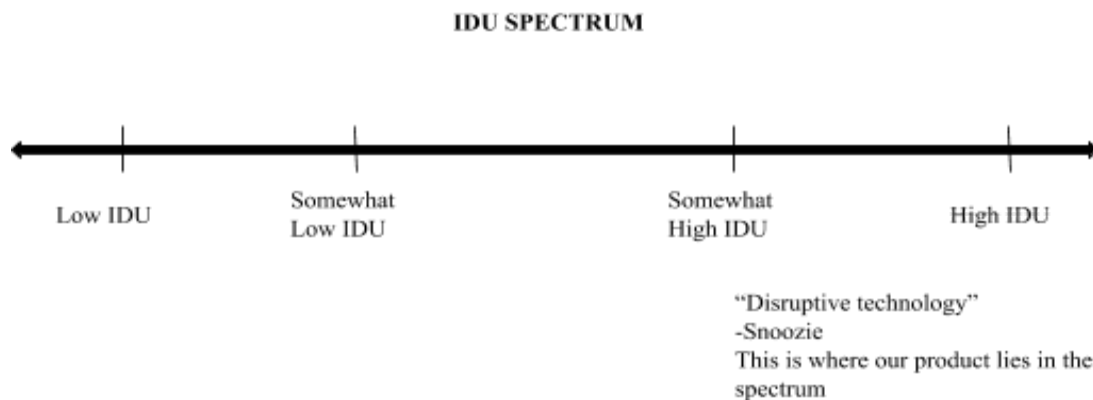 IDU SPECTRUM
Low IDU
Somewhat
Low IDU
Somewhat
High IDU
High IDU
“Disruptive technology”
-Snoozie
This is where our product lies in the
spectrum